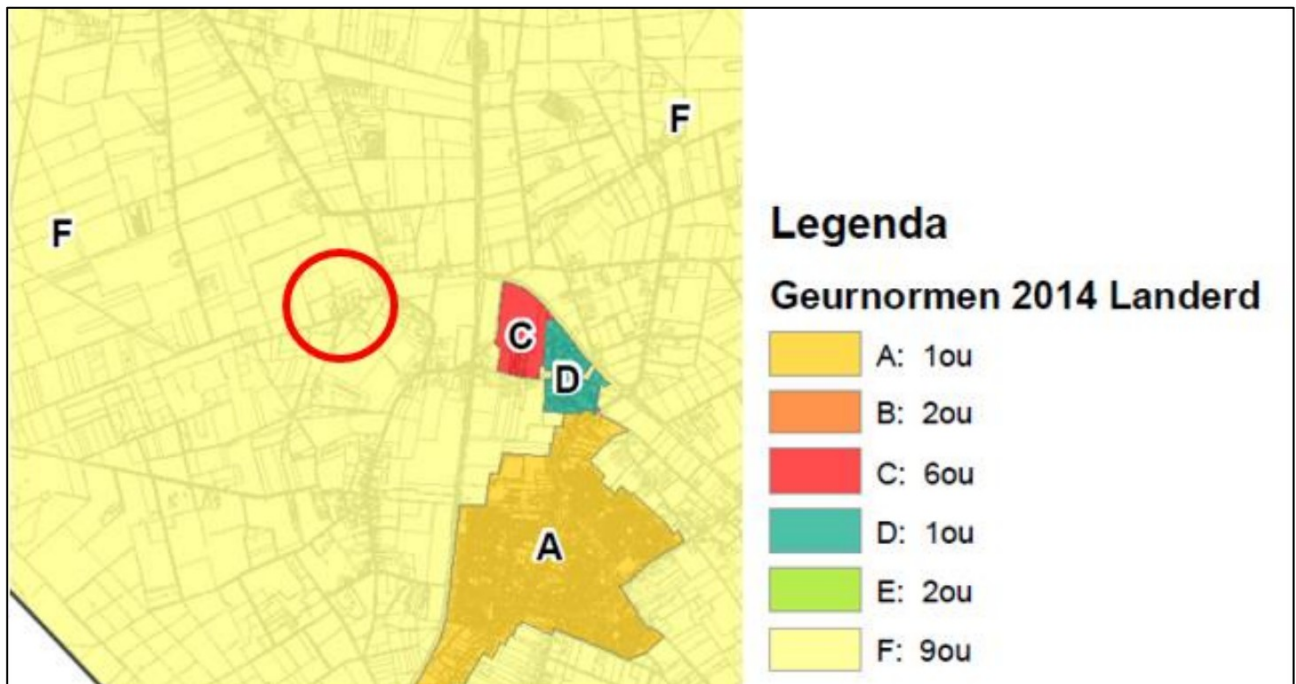 F
F
C
D
A
Legenda
Geurnormen 2014 Landerd
A: 1ou
B: 2ou
C: 6ou
D: 1ou
E: 2ou
F: 9ou